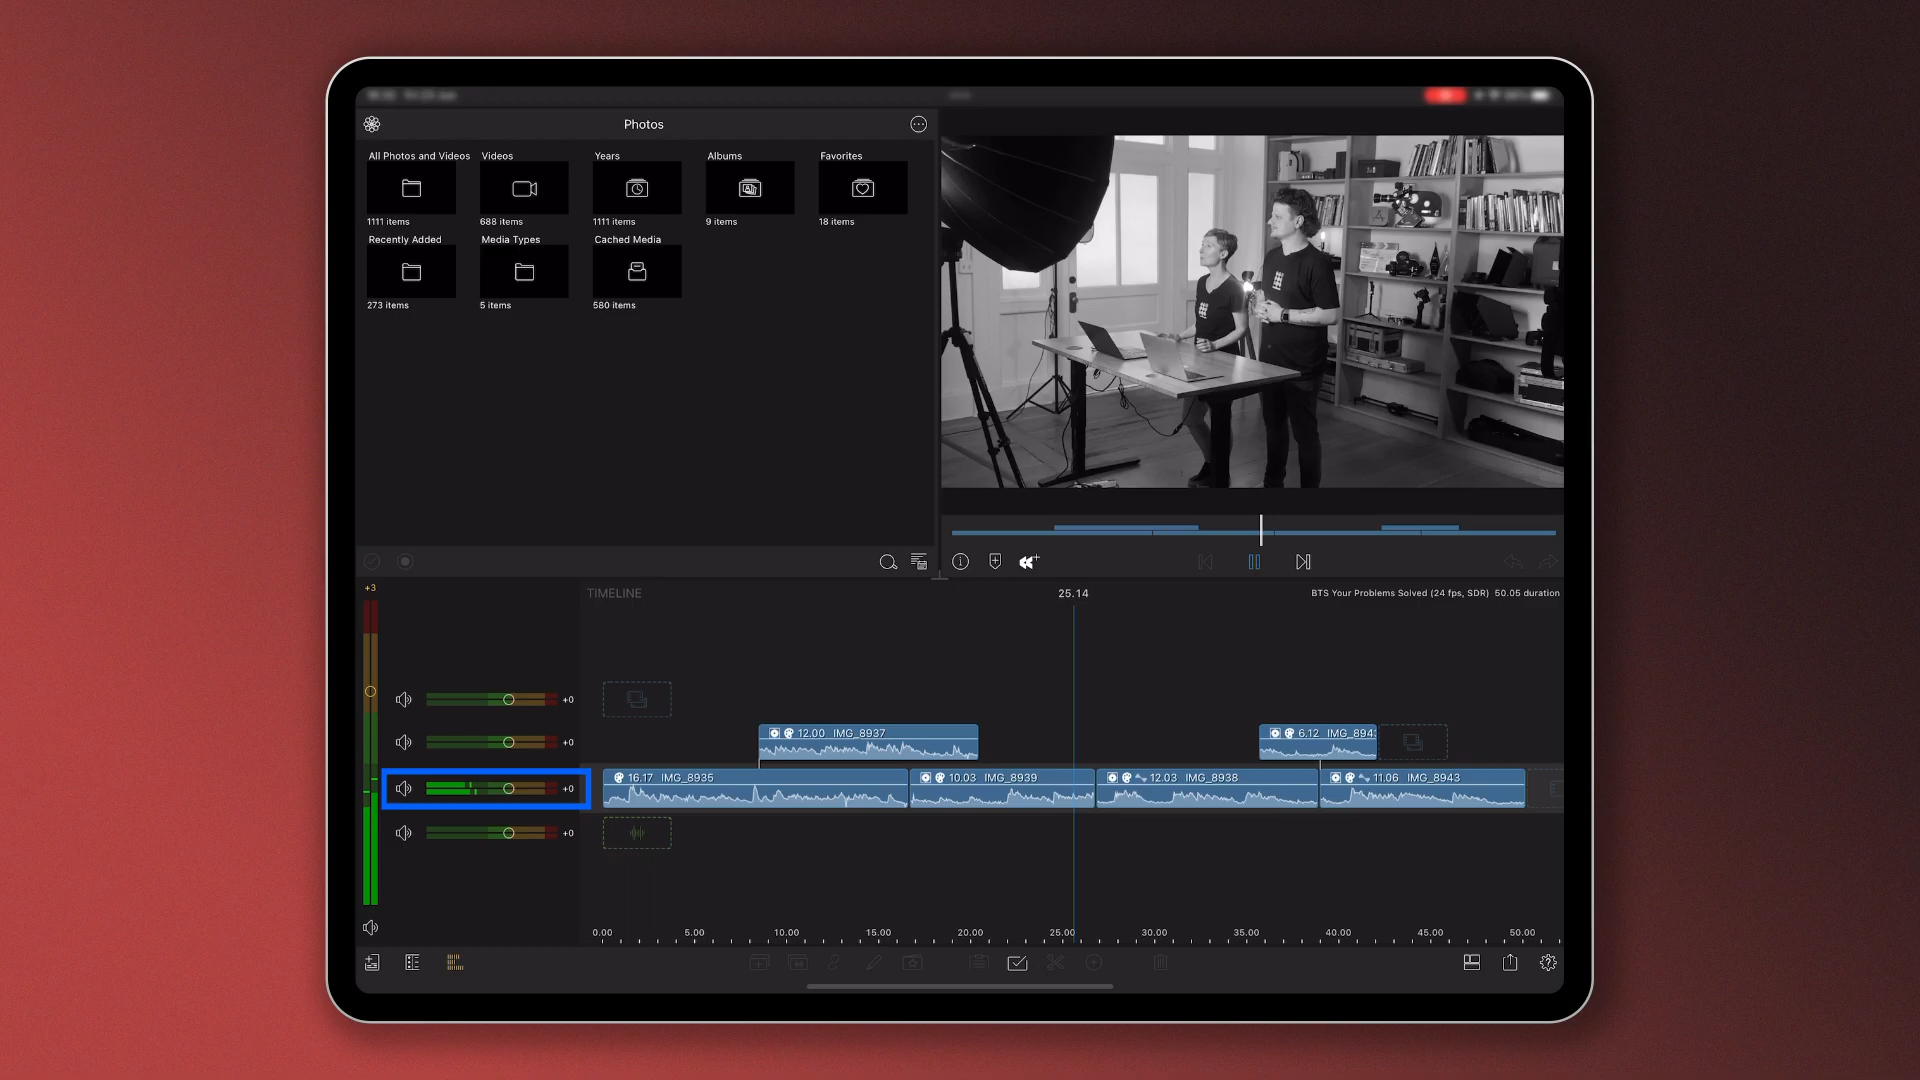 Photos
All Photos and Videos
Videos
Years
Albums
Favorites
1111 items
688 items
1111 items
9 items
18 items
Recently Added
Media Types
Cached Media
273 items
5 items
580 items
+3
TIMELINE
25.14
BTS Your Problems Solved (24 fps, SDR) 50.05 duration
+0
+0
12.00 IMG_8937
6.12 IMG_894
+0
16.17 IMG_8935
10.03 IMG_8939
12.03 IMG_8938
11.06 IMG_8943
+0
0.00 5.00 10.00 15.00 20.00 25.00 30.00 35.00 40.00 45.00 50.00